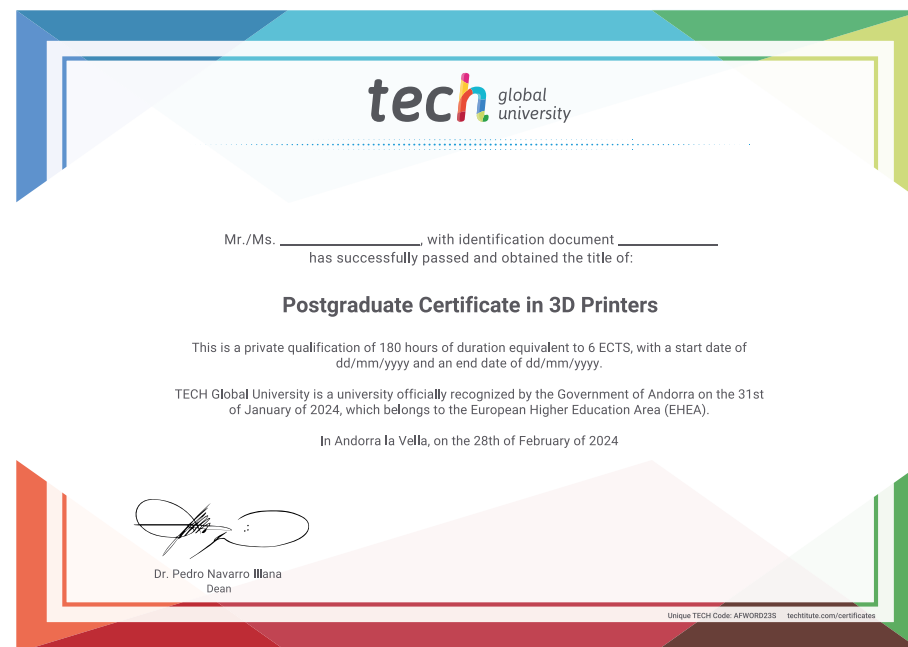 tech global university
Mr./Ms. ____________________, with identification document ______________
has successfully passed and obtained the title of:
Postgraduate Certificate in 3D Printers
This is a private qualification of 180 hours of duration equivalent to 6 ECTS, with a start date of
dd/mm/yyyy and an end date of dd/mm/yyyy.
TECH Global University is a university officially recognized by the Government of Andorra on the 31st
of January of 2024, which belongs to the European Higher Education Area (EHEA).
In Andorra la Vella, on the 28th of February of 2024
Dr. Pedro Navarro Illana
Dean
Unique TECH Code: AFWORD23S techtitute.com/certificates